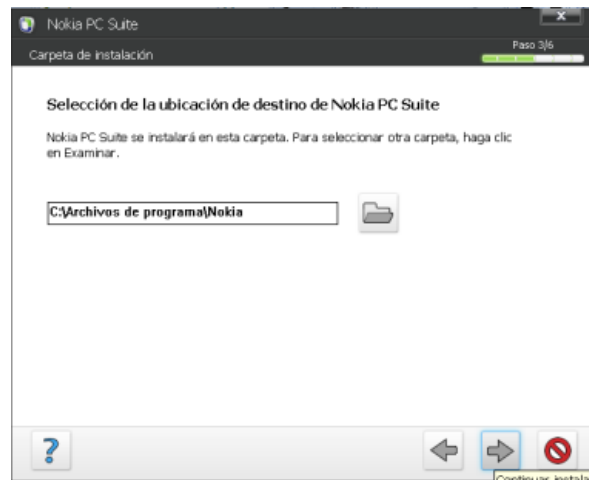 Nokia PC Suite
Carpeta de instalación
Paso 3/6
Selección de la ubicación de destino de Nokia PC Suite
Nokia PC Suite se instalará en esta carpeta. Para seleccionar otra carpeta, haga clic
en Examinar.
C:\Archivos de programa\Nokia
Continuar instala